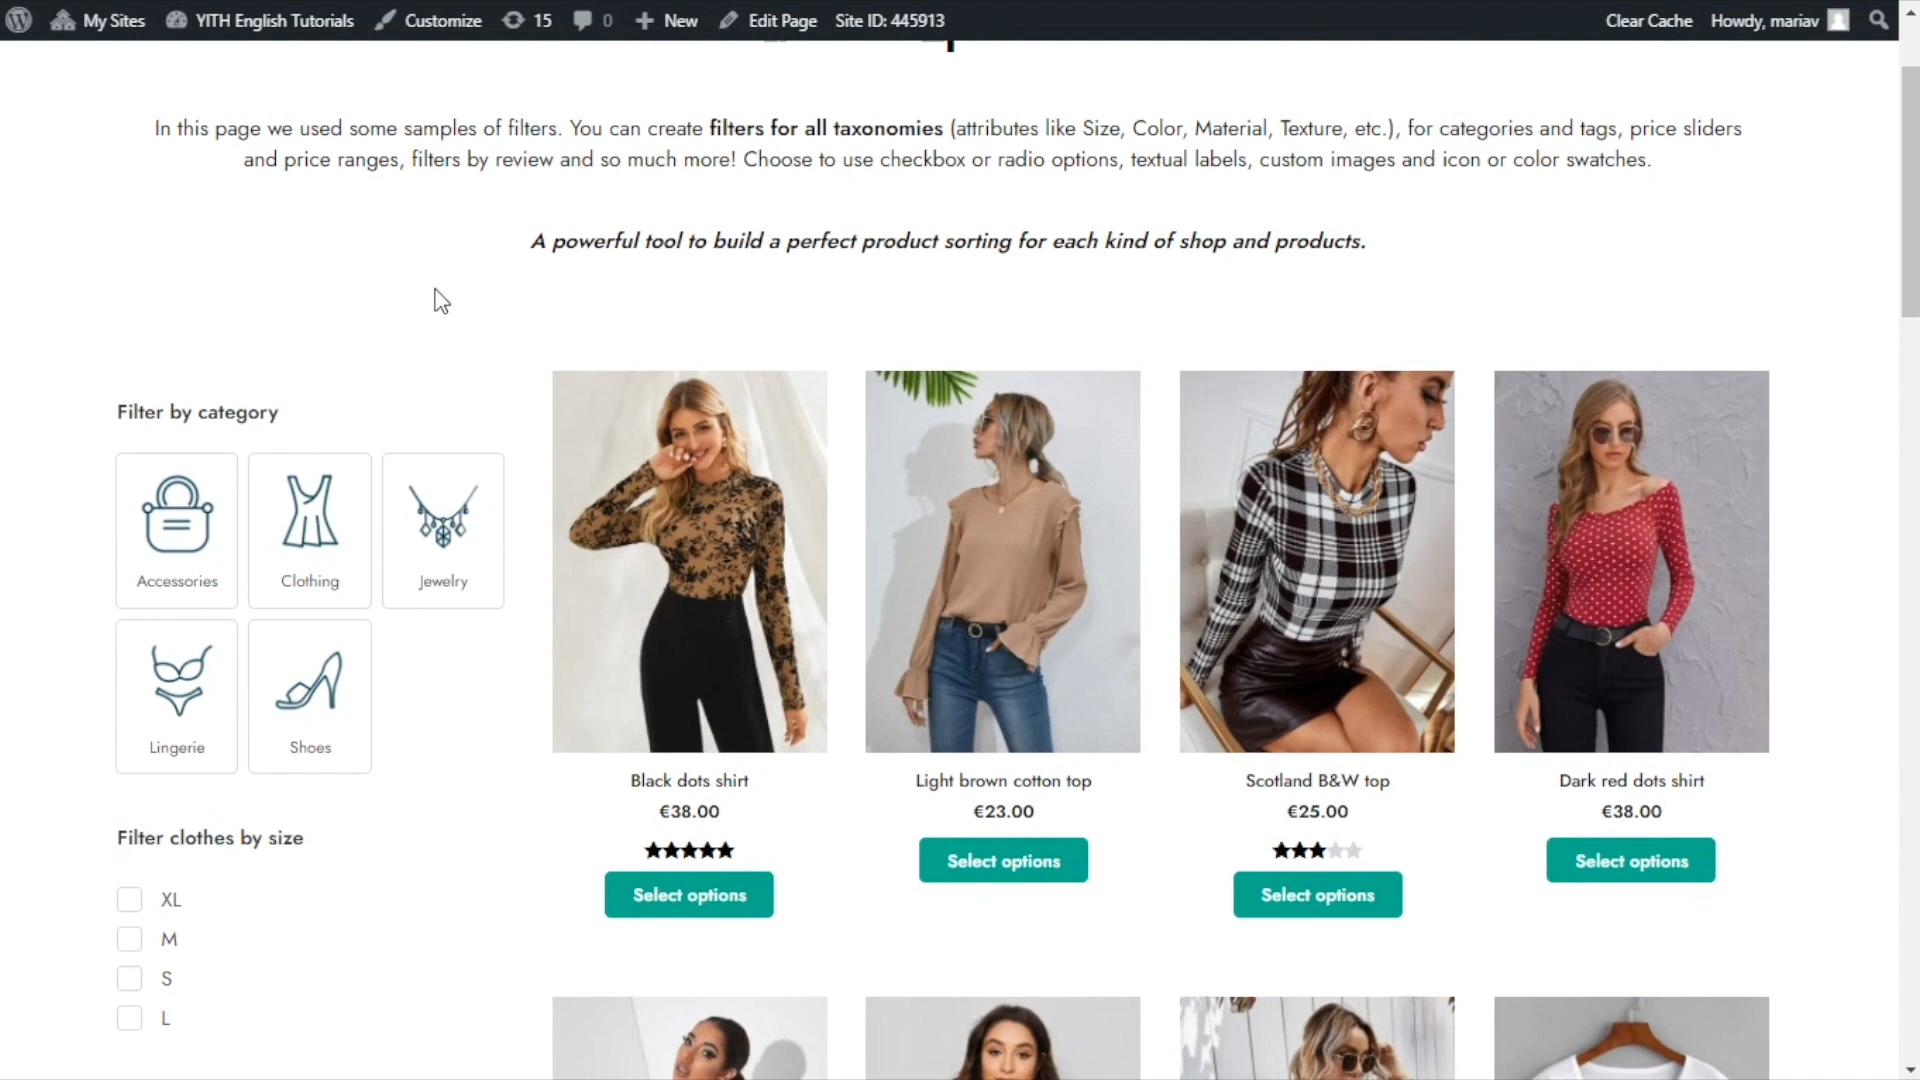 My Sites YITH English Tutorials Customize 15 0 New Edit Page Site ID: 445913 Clear Cache Howdy, mariav
In this page we used some samples of filters. You can create filters for all taxonomies (attributes like Size, Color, Material, Texture, etc.), for categories and tags, price sliders
and price ranges, filters by review and so much more! Choose to use checkbox or radio options, textual labels, custom images and icon or color swatches.
A powerful tool to build a perfect product sorting for each kind of shop and products.
Filter by category
Accessories Clothing Jewelry
Lingerie Shoes
Filter clothes by size
XL
M
S
L
Black dots shirt
€38.00
Select options
Light brown cotton top
€23.00
Select options
Scotland B&W top
€25.00
Select options
Dark red dots shirt
€38.00
Select options